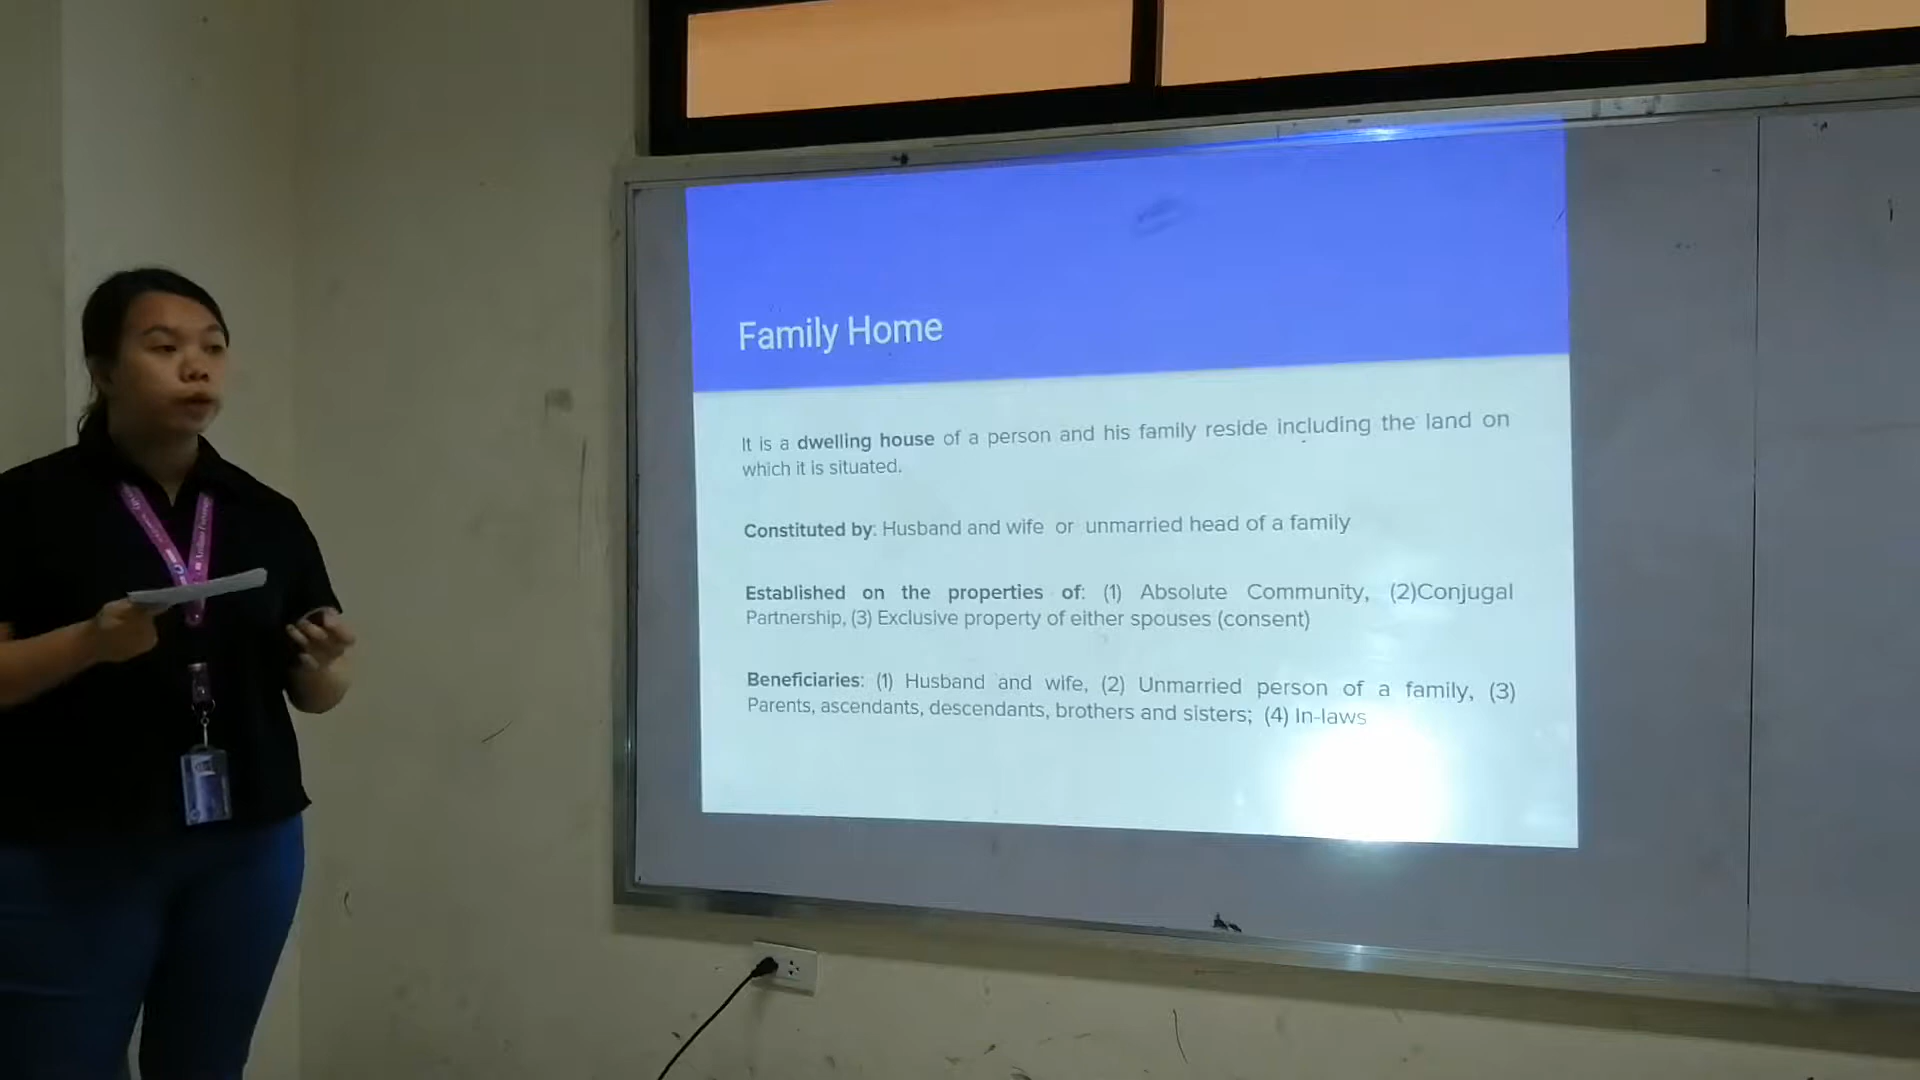 Family Home
It is a dwelling house of a person and his family reside including the land on
which it is situated.
Constituted by: Husband and wife or unmarried head of a family
Established on the properties of: (1) Absolute Community, (2)Conjugal
Partnership, (3) Exclusive property of either spouses (consent)
Beneficiaries: (1) Husband and wife, (2) Unmarried person of a family, (3)
Parents, ascendants, descendants, brothers and sisters; (4) In-laws